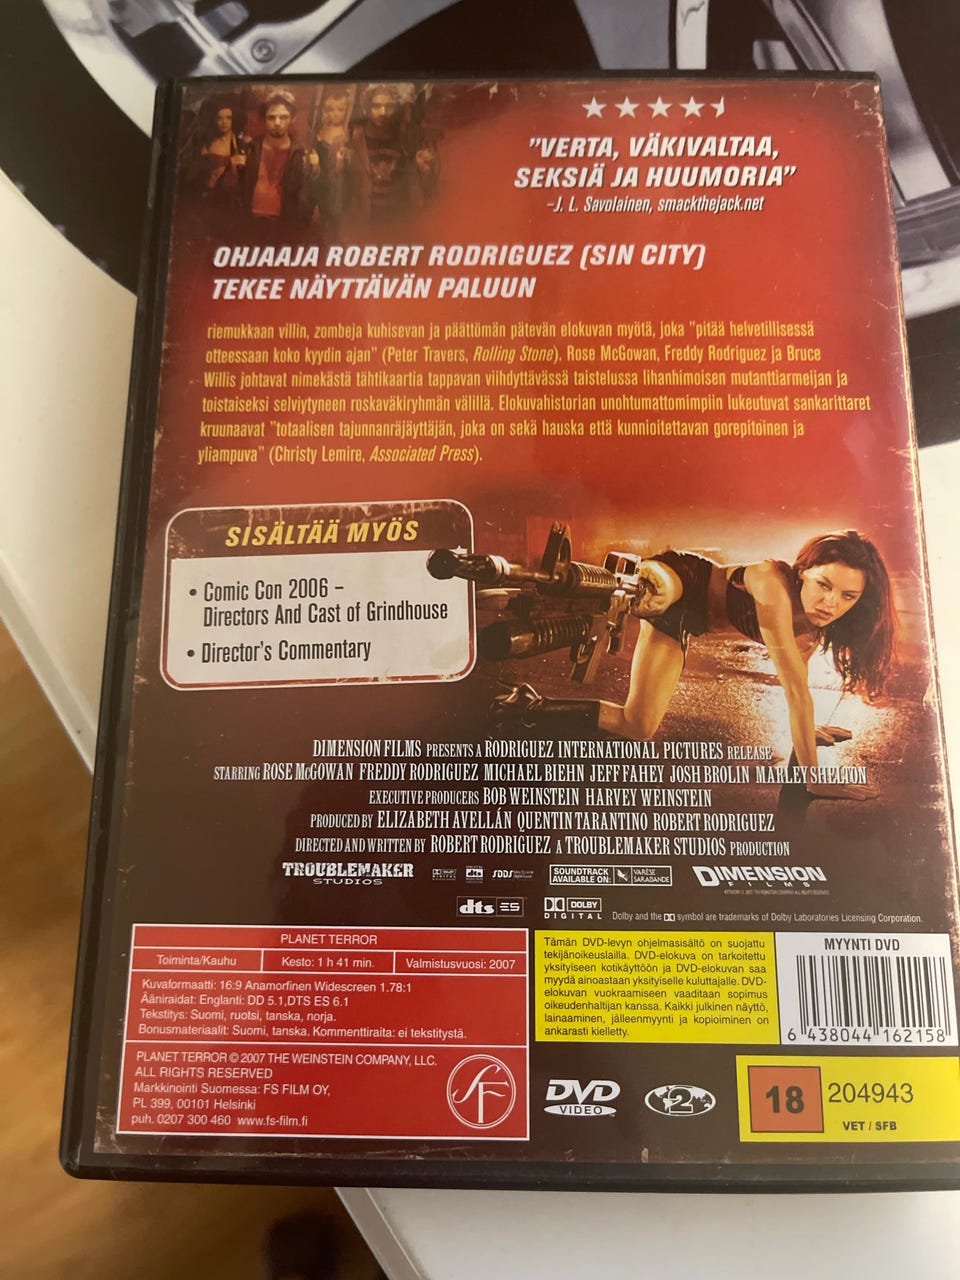 "VERTA, VÄKIVALTAA,
SEKSIÄ JA HUUMORIA"
–J. L. Savolainen, smackthejack.net
OHJAAJA ROBERT RODRIGUEZ (SIN CITY)
TEKEE NÄYTTÄVÄN PALUUN
riemukkaan villin, zombeja kuhisevan ja päättömän pätevän elokuvan myötä, joka "pitää helvetillisessä
otteessaan koko kyydin ajan" (Peter Travers, Rolling Stone). Rose McGowan, Freddy Rodriguez ja Bruce
Willis johtavat nimekästä tähtikaartia tappavan viihdyttävässä taistelussa lihanhimoisen mutanttiarmeijan ja
toistaiseksi selviytyneen roskaväkiryhmän välillä. Elokuvahistorian unohtumattomimpiin lukeutuvat sankarittaret
kruunaavat "totaalisen tajunnanräjäyttäjän, joka on sekä hauska että kunnioitettavan gorepitoinen ja
yliampuva" (Christy Lemire, Associated Press).
SISÄLTÄÄ MYÖS
• Comic Con 2006 –
Directors And Cast of Grindhouse
• Director's Commentary
DIMENSION FILMS PRESENTS A RODRIGUEZ INTERNATIONAL PICTURES RELEASE
STARRING ROSE McGOWAN FREDDY RODRIGUEZ MICHAEL BIEHN JEFF FAHEY JOSH BROLIN MARLEY SHELTON
EXECUTIVE PRODUCERS BOB WEINSTEIN HARVEY WEINSTEIN
PRODUCED BY ELIZABETH AVELLÁN QUENTIN TARANTINO ROBERT RODRIGUEZ
DIRECTED AND WRITTEN BY ROBERT RODRIGUEZ A TROUBLEMAKER STUDIOS PRODUCTION
TROUBLEMAKER
STUDIOS
dts
SDDS
SOUNDTRACK
AVAILABLE ON:
VARÈSE
SARABANDE
DIMENSION
FILMS
dts ES
DOLBY
DIGITAL
Dolby and the DD symbol are trademarks of Dolby Laboratories Licensing Corporation.
PLANET TERROR
Toiminta/Kauhu
Kesto: 1 h 41 min.
Valmistusvuosi: 2007
Kuvaformaatti: 16:9 Anamorfinen Widescreen 1,78:1
Ääniraidat: Englanti: DD 5.1,DTS ES 6.1
Tekstitys: Suomi, ruotsi, tanska, norja.
Bonusmateriaalit: Suomi, tanska. Kommenttiraita: ei tekstitystä.
PLANET TERROR © 2007 THE WEINSTEIN COMPANY, LLC.
ALL RIGHTS RESERVED
Markkinointi Suomessa: FS FILM OY,
PL 399, 00101 Helsinki
puh. 0207 300 460 www.fs-film.fi
SF
Tämän DVD-levyn ohjelmasisältö on suojattu
tekijänoikeuslailla. DVD-elokuva on tarkoitettu
yksityiseen kotikäyttöön ja DVD-elokuvan saa
myydä ainoastaan yksityiselle kuluttajalle. DVD-
elokuvan vuokraamiseen vaaditaan sopimus
oikeudenhaltijan kanssa. Kaikki julkinen näyttö,
lainaaminen, jälleenmyynti ja kopioiminen on
ankarasti kielletty.
MYYNTI DVD
6 438044 162158
DVD
VIDEO
2
18
204943
VET / SFB